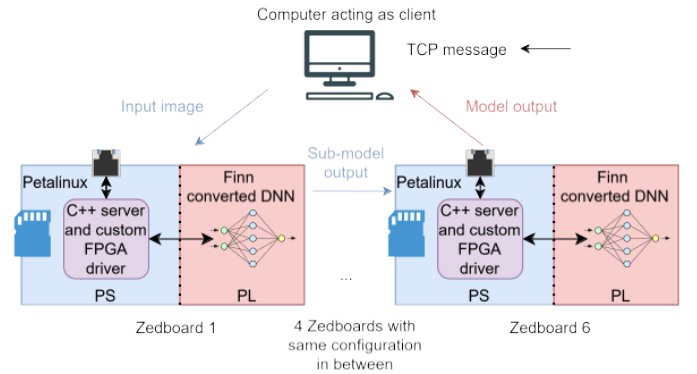 Computer acting as client
TCP message
Input image
Model output
Sub-model
output
Petalinux
Finn
converted DNN
C++ server
and custom
FPGA
driver
PS
PL
Zedboard 1
...
4 Zedboards with
same configuration
in between
Petalinux
Finn
converted DNN
C++ server
and custom
FPGA
driver
PS
PL
Zedboard 6